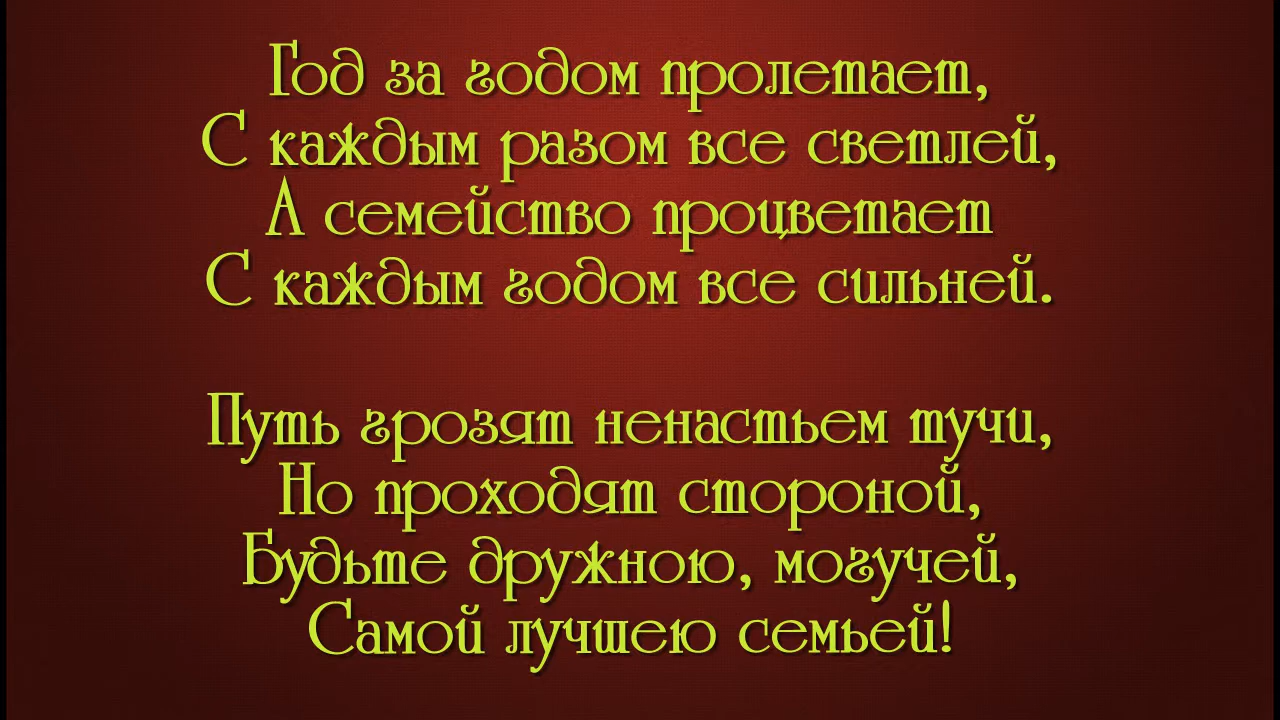 Год за годом пролетает,
С каждым разом все светлей,
А семейство процветает
С каждым годом все сильней.
Путь грозят ненастьем тучи,
Но проходят стороной,
Будьте дружною, могучей,
Самой лучшею семьей!